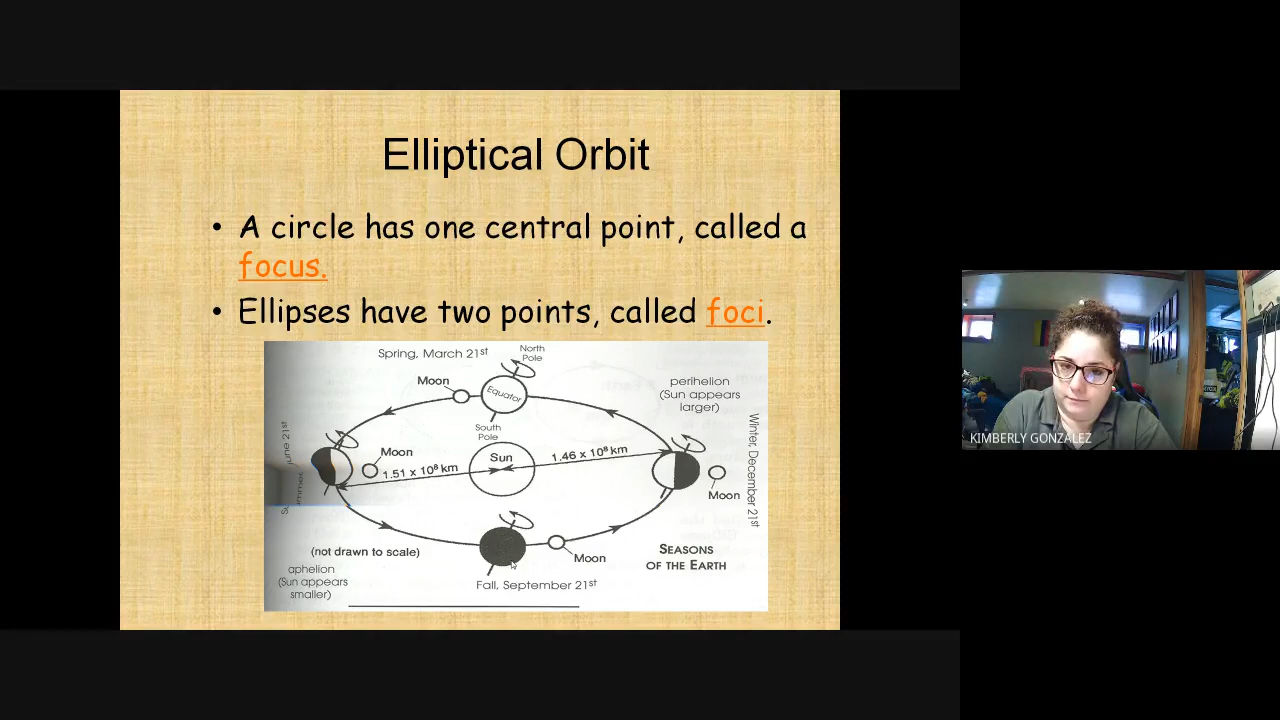 Elliptical Orbit
• A circle has one central point, called a
focus.
• Ellipses have two points, called foci.
Spring, March 21st
North
Pole
Moon
Equator
perihelion
(Sun appears
larger)
South
Pole
Summer, June 21st
Moon
Sun
1.46 x 10⁸ km
1.51 x 10⁸ km
Winter, December 21st
Moon
(not drawn to scale)
Moon
SEASONS
OF THE EARTH
aphelion
(Sun appears
smaller)
Fall, September 21st
KIMBERLY GONZALEZ